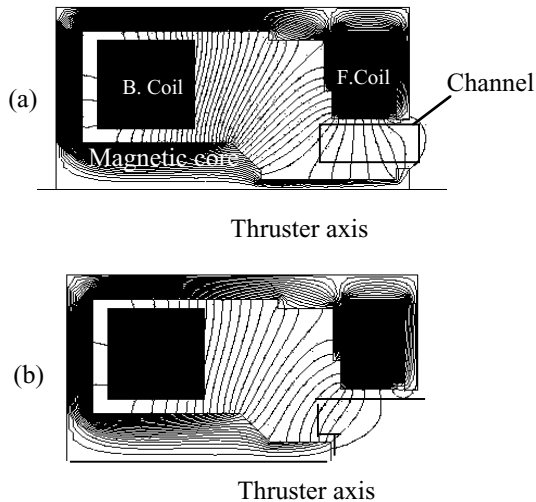 (a)
B. Coil
F.Coil
Channel
Magnetic core
Thruster axis
(b)
Thruster axis